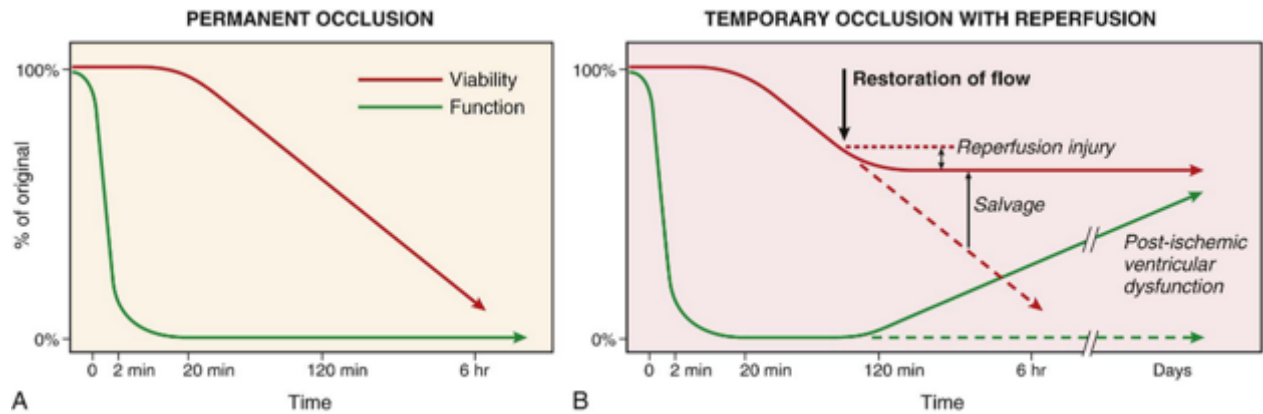 PERMANENT OCCLUSION
100%
Viability
Function
% of original
0%
0
2 min
20 min
120 min
6 hr
A
Time
TEMPORARY OCCLUSION WITH REPERFUSION
100%
Restoration of flow
Reperfusion injury
Salvage
Post-ischemic
ventricular
dysfunction
0%
0
2 min
20 min
120 min
6 hr
Days
B
Time